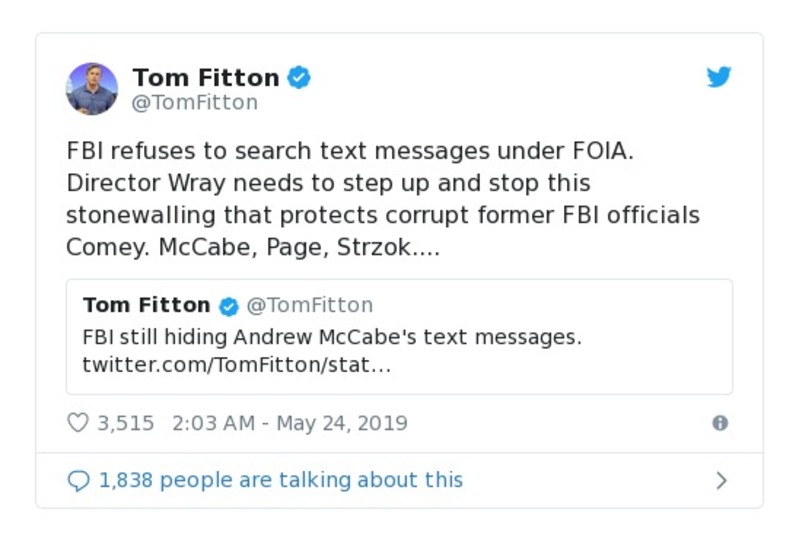 Tom Fitton
@TomFitton
FBI refuses to search text messages under FOIA.
Director Wray needs to step up and stop this
stonewalling that protects corrupt former FBI officials
Comey. McCabe, Page, Strzok....
Tom Fitton @TomFitton
FBI still hiding Andrew McCabe's text messages.
twitter.com/TomFitton/stat…
3,515 2:03 AM - May 24, 2019
1,838 people are talking about this